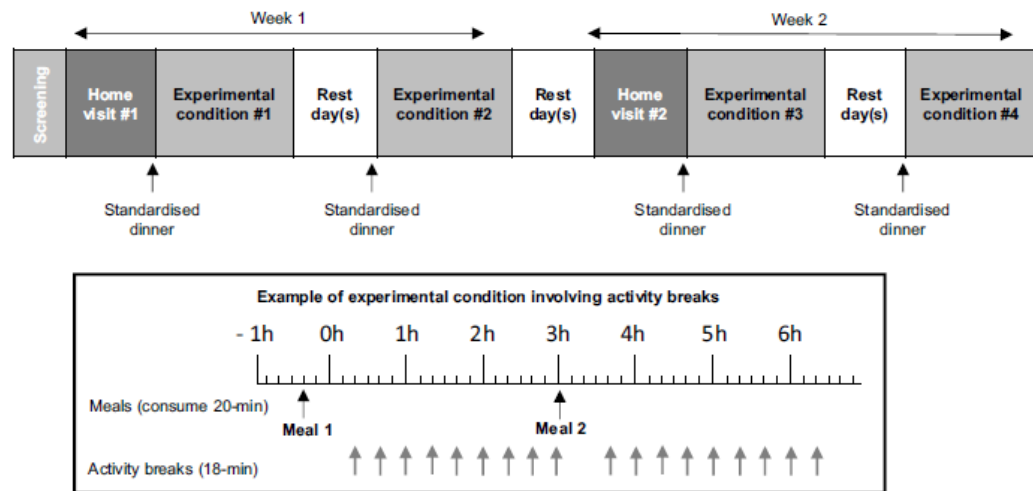 Week 1
Week 2
Screening
Home
visit #1
Experimental
condition #1
Rest
day(s)
Experimental
condition #2
Rest
day(s)
Home
visit #2
Experimental
condition #3
Rest
day(s)
Experimental
condition #4
Standardised
dinner
Standardised
dinner
Standardised
dinner
Standardised
dinner
Example of experimental condition involving activity breaks
- 1h 0h 1h 2h 3h 4h 5h 6h
Meals (consume 20-min)
Meal 1
Meal 2
Activity breaks (18-min)